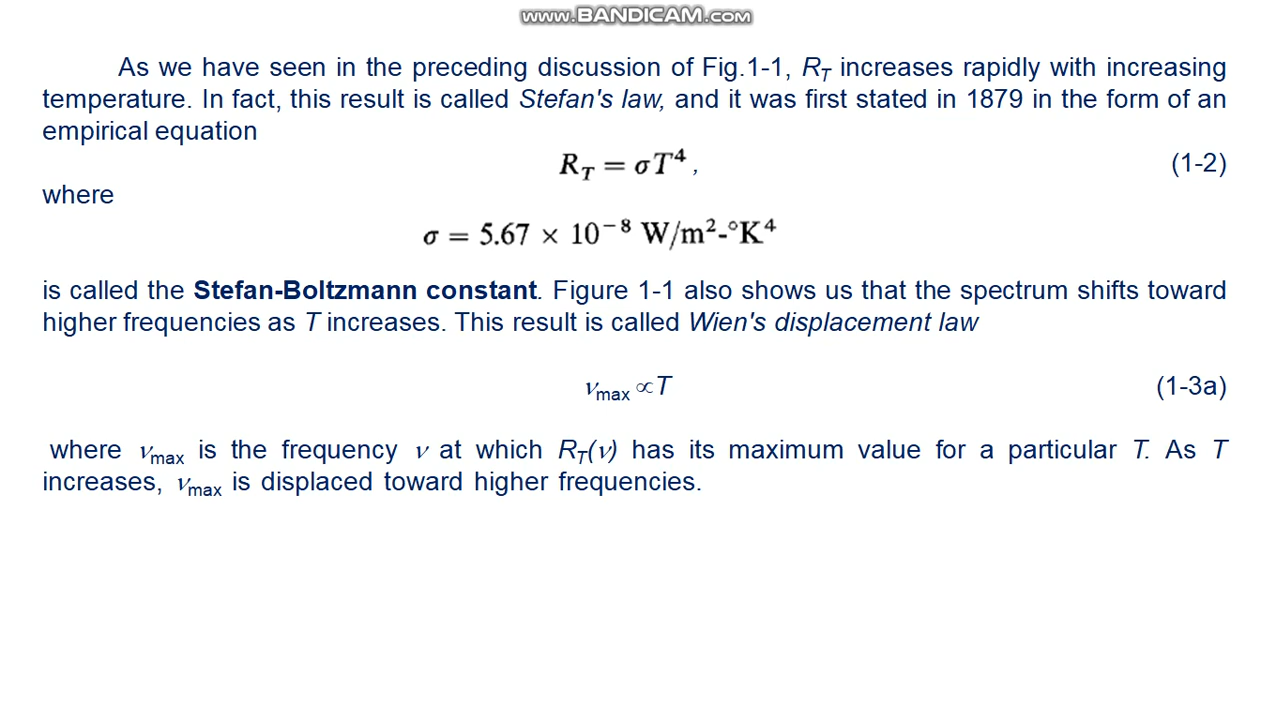 www.BANDICAM.com
As we have seen in the preceding discussion of Fig.1-1, R_T increases rapidly with increasing
temperature. In fact, this result is called Stefan's law, and it was first stated in 1879 in the form of an
empirical equation
R_T = σT⁴ , (1-2)
where
σ = 5.67 × 10⁻⁸ W/m²-°K⁴
is called the Stefan-Boltzmann constant. Figure 1-1 also shows us that the spectrum shifts toward
higher frequencies as T increases. This result is called Wien's displacement law
ν_max ∝ T (1-3a)
where ν_max is the frequency ν at which R_T(ν) has its maximum value for a particular T. As T
increases, ν_max is displaced toward higher frequencies.